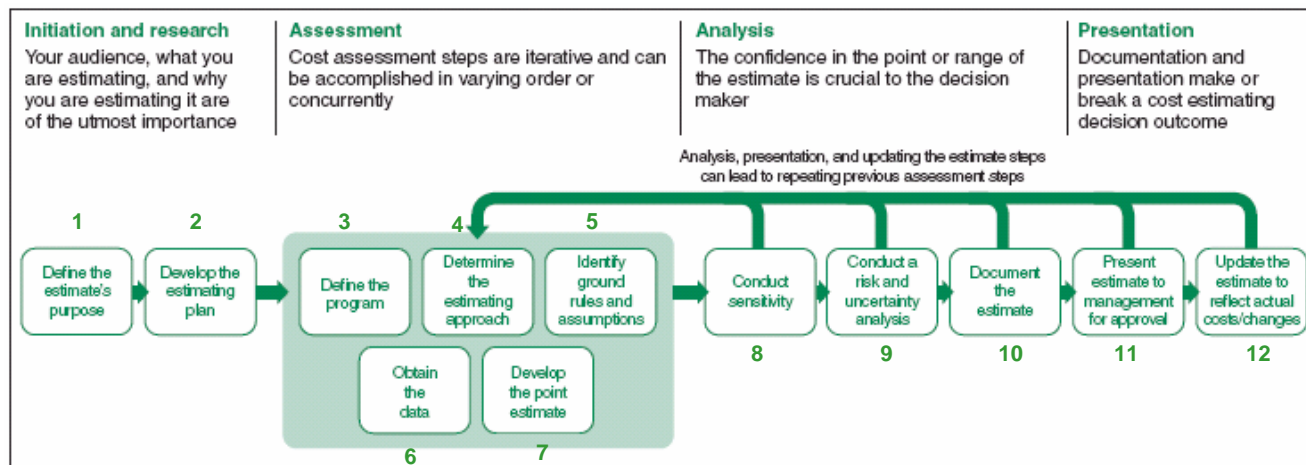 Initiation and research
Your audience, what you
are estimating, and why
you are estimating it are
of the utmost importance
Assessment
Cost assessment steps are iterative and can
be accomplished in varying order or
concurrently
Analysis
The confidence in the point or range
of the estimate is crucial to the decision
maker
Presentation
Documentation and
presentation make or
break a cost estimating
decision outcome
Analysis, presentation, and updating the estimate steps
can lead to repeating previous assessment steps
1
Define the
estimate's
purpose
2
Develop the
estimating
plan
3
Define the
program
4
Determine
the
estimating
approach
5
Identify
ground
rules and
assumptions
Obtain
the
data
6
Develop
the point
estimate
7
Conduct
sensitivity
8
Conduct a
risk and
uncertainty
analysis
9
Document
the
estimate
10
Present
estimate to
management
for approval
11
Update the
estimate to
reflect actual
costs/changes
12